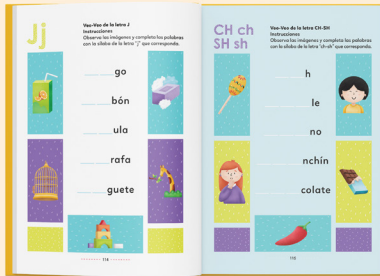 Jj
Veo-Veo de la letra J
Instrucciones
Observa las imágenes y completa las palabras
con la sílaba de la letra "j" que corresponda.
go
bón
ula
rafa
guete
114
CH ch
SH sh
Veo-Veo de la letra CH-SH
Instrucciones
Observa las imágenes y completa las palabras
con la sílaba de la letra "ch-sh" que corresponda.
h
le
no
nchín
colate
115